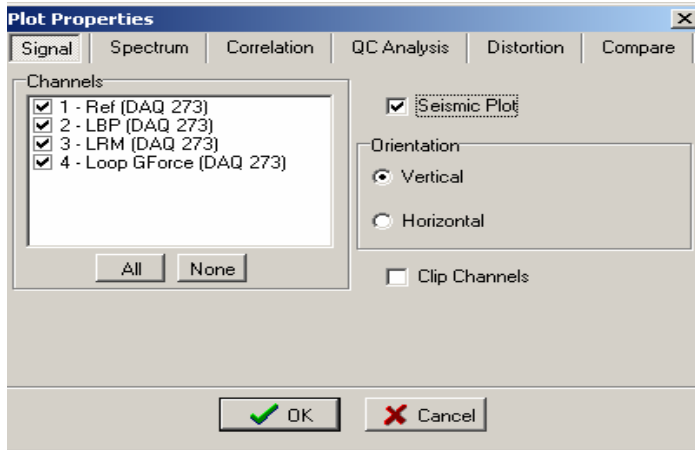 Plot Properties
Signal Spectrum Correlation QC Analysis Distortion Compare
Channels
1 - Ref (DAQ 273)
2 - LBP (DAQ 273)
3 - LRM (DAQ 273)
4 - Loop GForce (DAQ 273)
All None
Seismic Plot
Orientation
Vertical
Horizontal
Clip Channels
OK Cancel